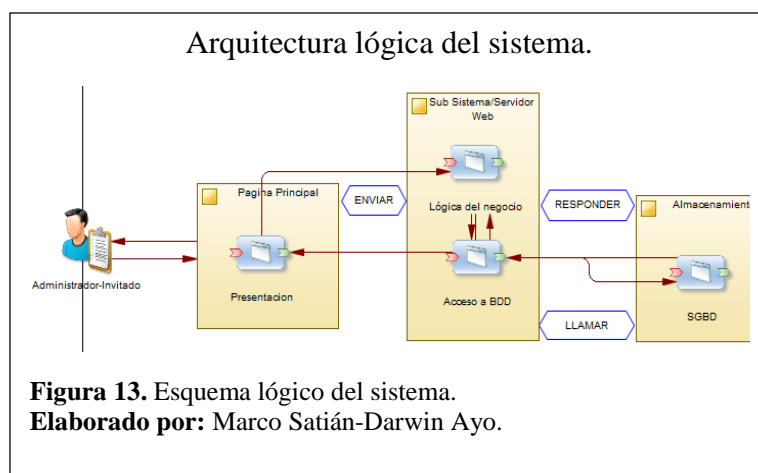 Arquitectura lógica del sistema.
Sub Sistema/Servidor
Web
Pagina Principal
ENVIAR
Lógica del negocio
RESPONDER
Almacenamient
Administrador-Invitado
Presentacion
Acceso a BDD
LLAMAR
SGBD
Figura 13. Esquema lógico del sistema.
Elaborado por: Marco Satián-Darwin Ayo.